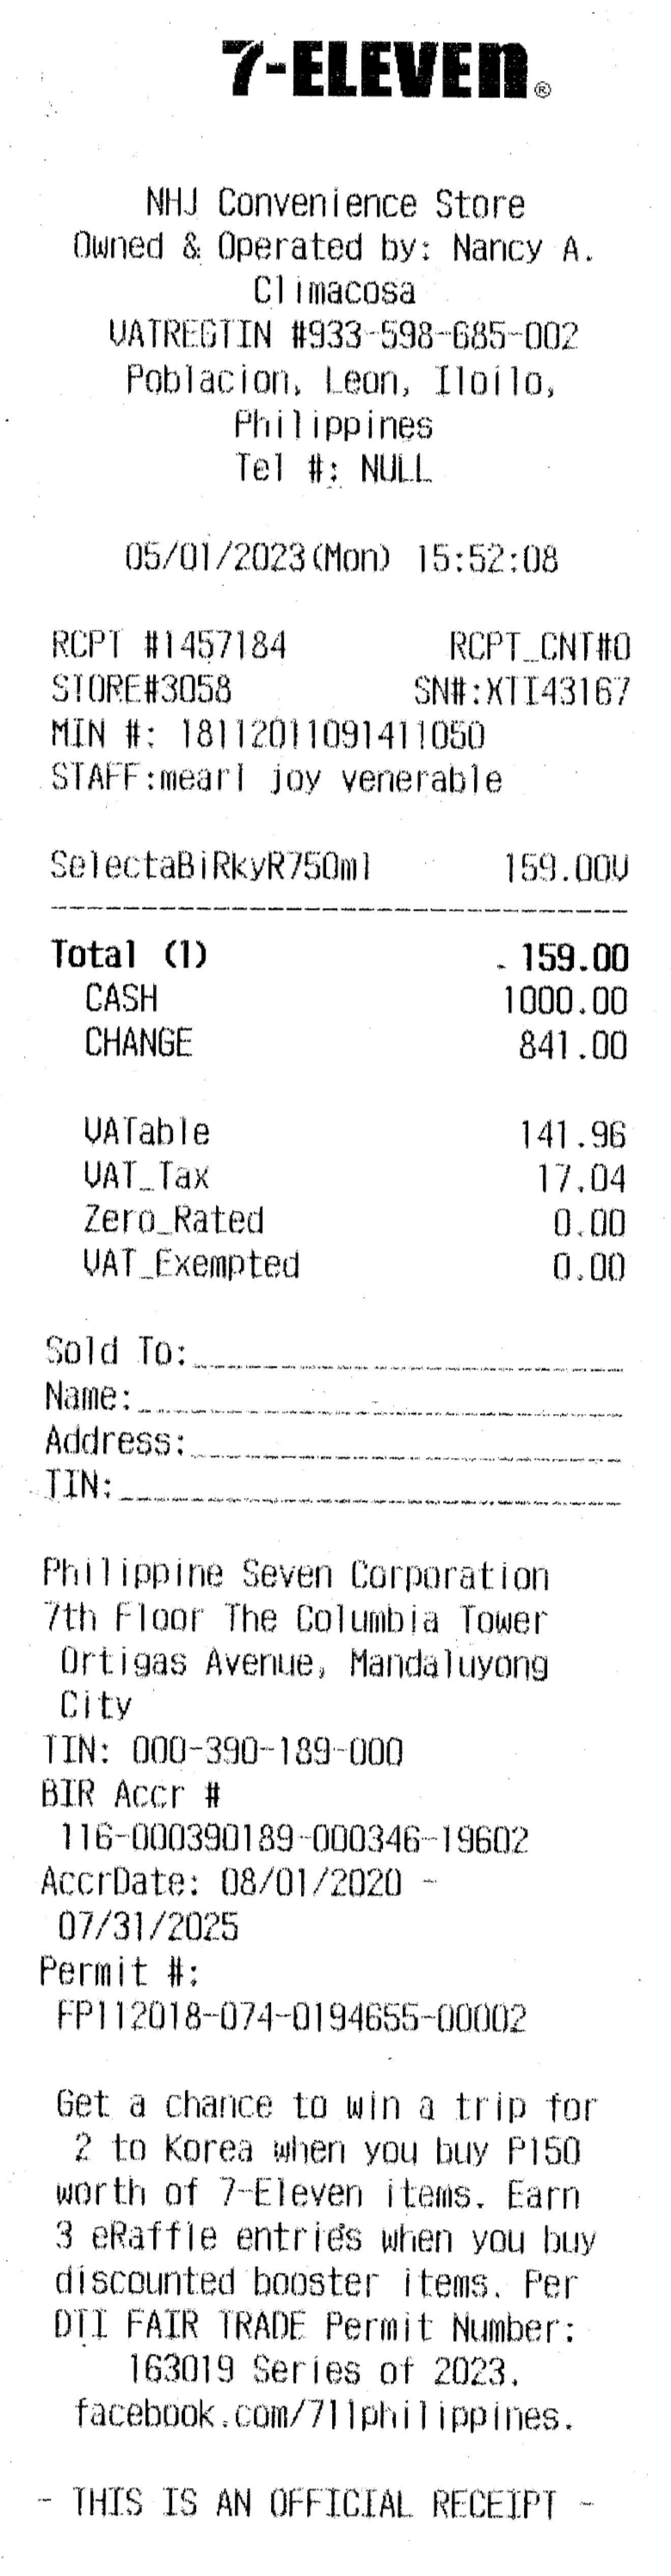 7-ELEVEn®
NHJ Convenience Store
Owned & Operated by: Nancy A.
Climacosa
VATREGTIN #933-598-685-002
Poblacion, Leon, Iloilo,
Philippines
Tel #: NULL
05/01/2023(Mon) 15:52:08
RCPT #1457184 RCPT_CNT#0
STORE#3058 SN#:XTI43167
MIN #: 18112011091411050
STAFF:mearl joy venerable
SelectaBiRkyR750ml 159.00V
Total (1) 159.00
CASH 1000.00
CHANGE 841.00
VATable 141.96
VAT_Tax 17.04
Zero_Rated 0.00
VAT_Exempted 0.00
Sold To:
Name:
Address:
TIN:
Philippine Seven Corporation
7th Floor The Columbia Tower
Ortigas Avenue, Mandaluyong
City
TIN: 000-390-189-000
BIR Accr #
116-000390189-000346-19602
AccrDate: 08/01/2020 -
07/31/2025
Permit #:
FP112018-074-0194655-00002
Get a chance to win a trip for
2 to Korea when you buy P150
worth of 7-Eleven items. Earn
3 eRaffle entries when you buy
discounted booster items. Per
DTI FAIR TRADE Permit Number:
163019 Series of 2023.
facebook.com/711philippines.
- THIS IS AN OFFICIAL RECEIPT -